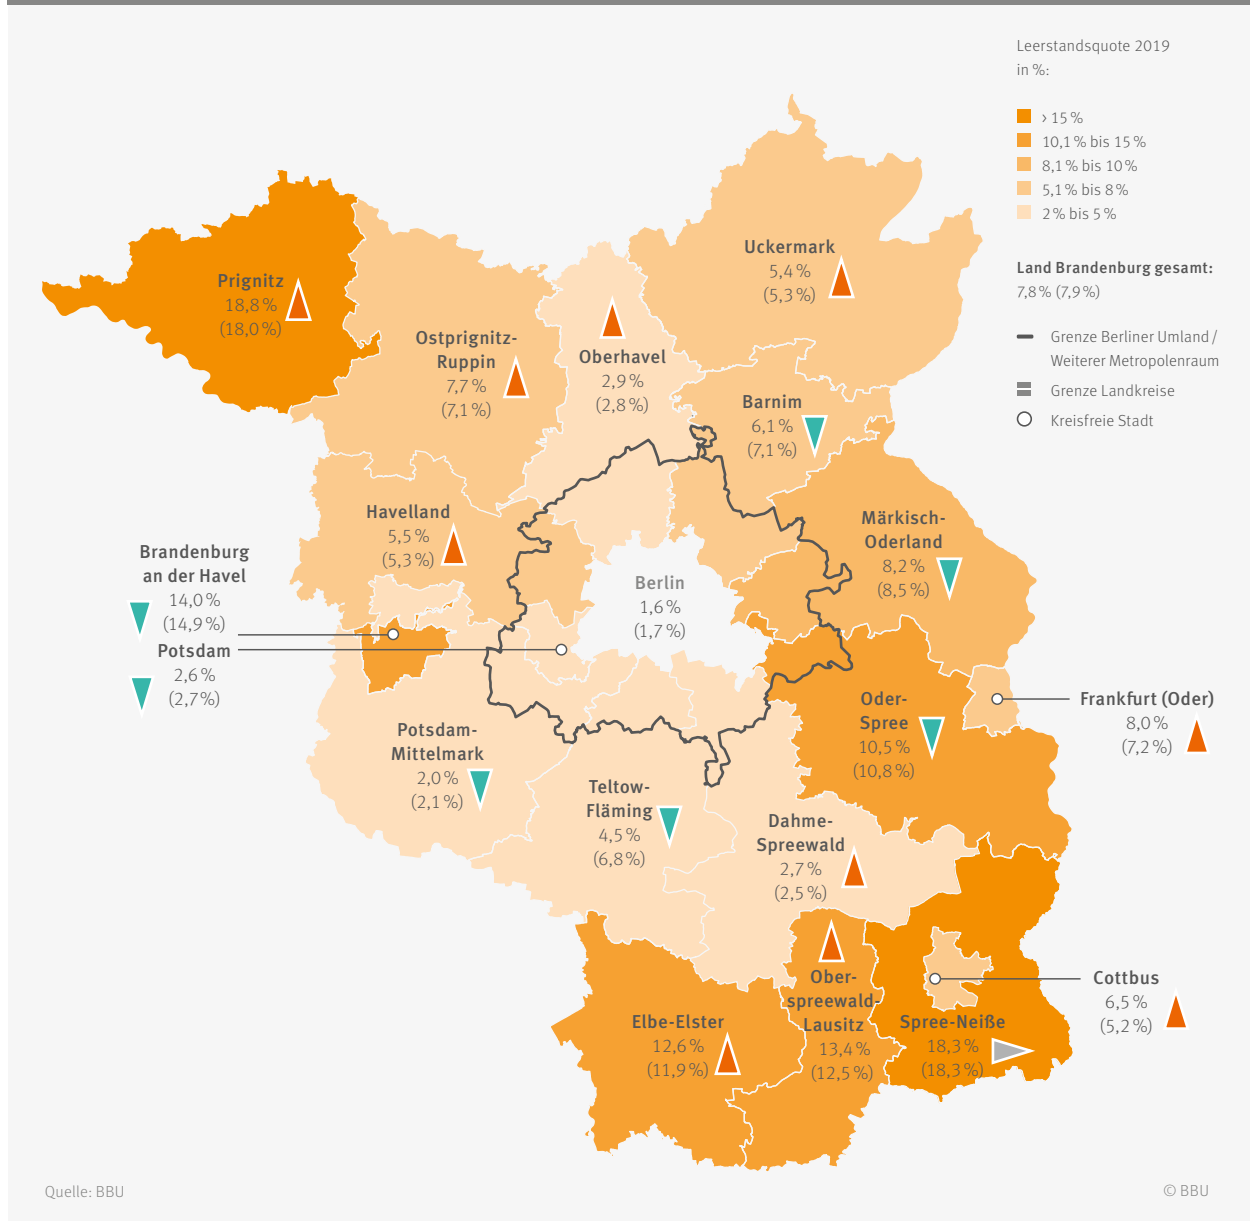 Leerstandsquote 2019
in %:
> 15 %
10,1 % bis 15 %
8,1 % bis 10 %
5,1 % bis 8 %
2 % bis 5 %
Land Brandenburg gesamt:
7,8 % (7,9 %)
Grenze Berliner Umland /
Weiterer Metropolenraum
Grenze Landkreise
Kreisfreie Stadt
Uckermark
5,4 %
(5,3 %)
Prignitz
18,8 %
(18,0 %)
Ostprignitz-
Ruppin
7,7 %
(7,1 %)
Oberhavel
2,9 %
(2,8 %)
Barnim
6,1 %
(7,1 %)
Havelland
5,5 %
(5,3 %)
Märkisch-
Oderland
8,2 %
(8,5 %)
Brandenburg
an der Havel
14,0 %
(14,9 %)
Berlin
1,6 %
(1,7 %)
Potsdam
2,6 %
(2,7 %)
Oder-
Spree
10,5 %
(10,8 %)
Frankfurt (Oder)
8,0 %
(7,2 %)
Potsdam-
Mittelmark
2,0 %
(2,1 %)
Teltow-
Fläming
4,5 %
(6,8 %)
Dahme-
Spreewald
2,7 %
(2,5 %)
Ober-
spreewald-
Lausitz
13,4 %
(12,5 %)
Cottbus
6,5 %
(5,2 %)
Elbe-Elster
12,6 %
(11,9 %)
Spree-Neiße
18,3 %
(18,3 %)
Quelle: BBU
© BBU